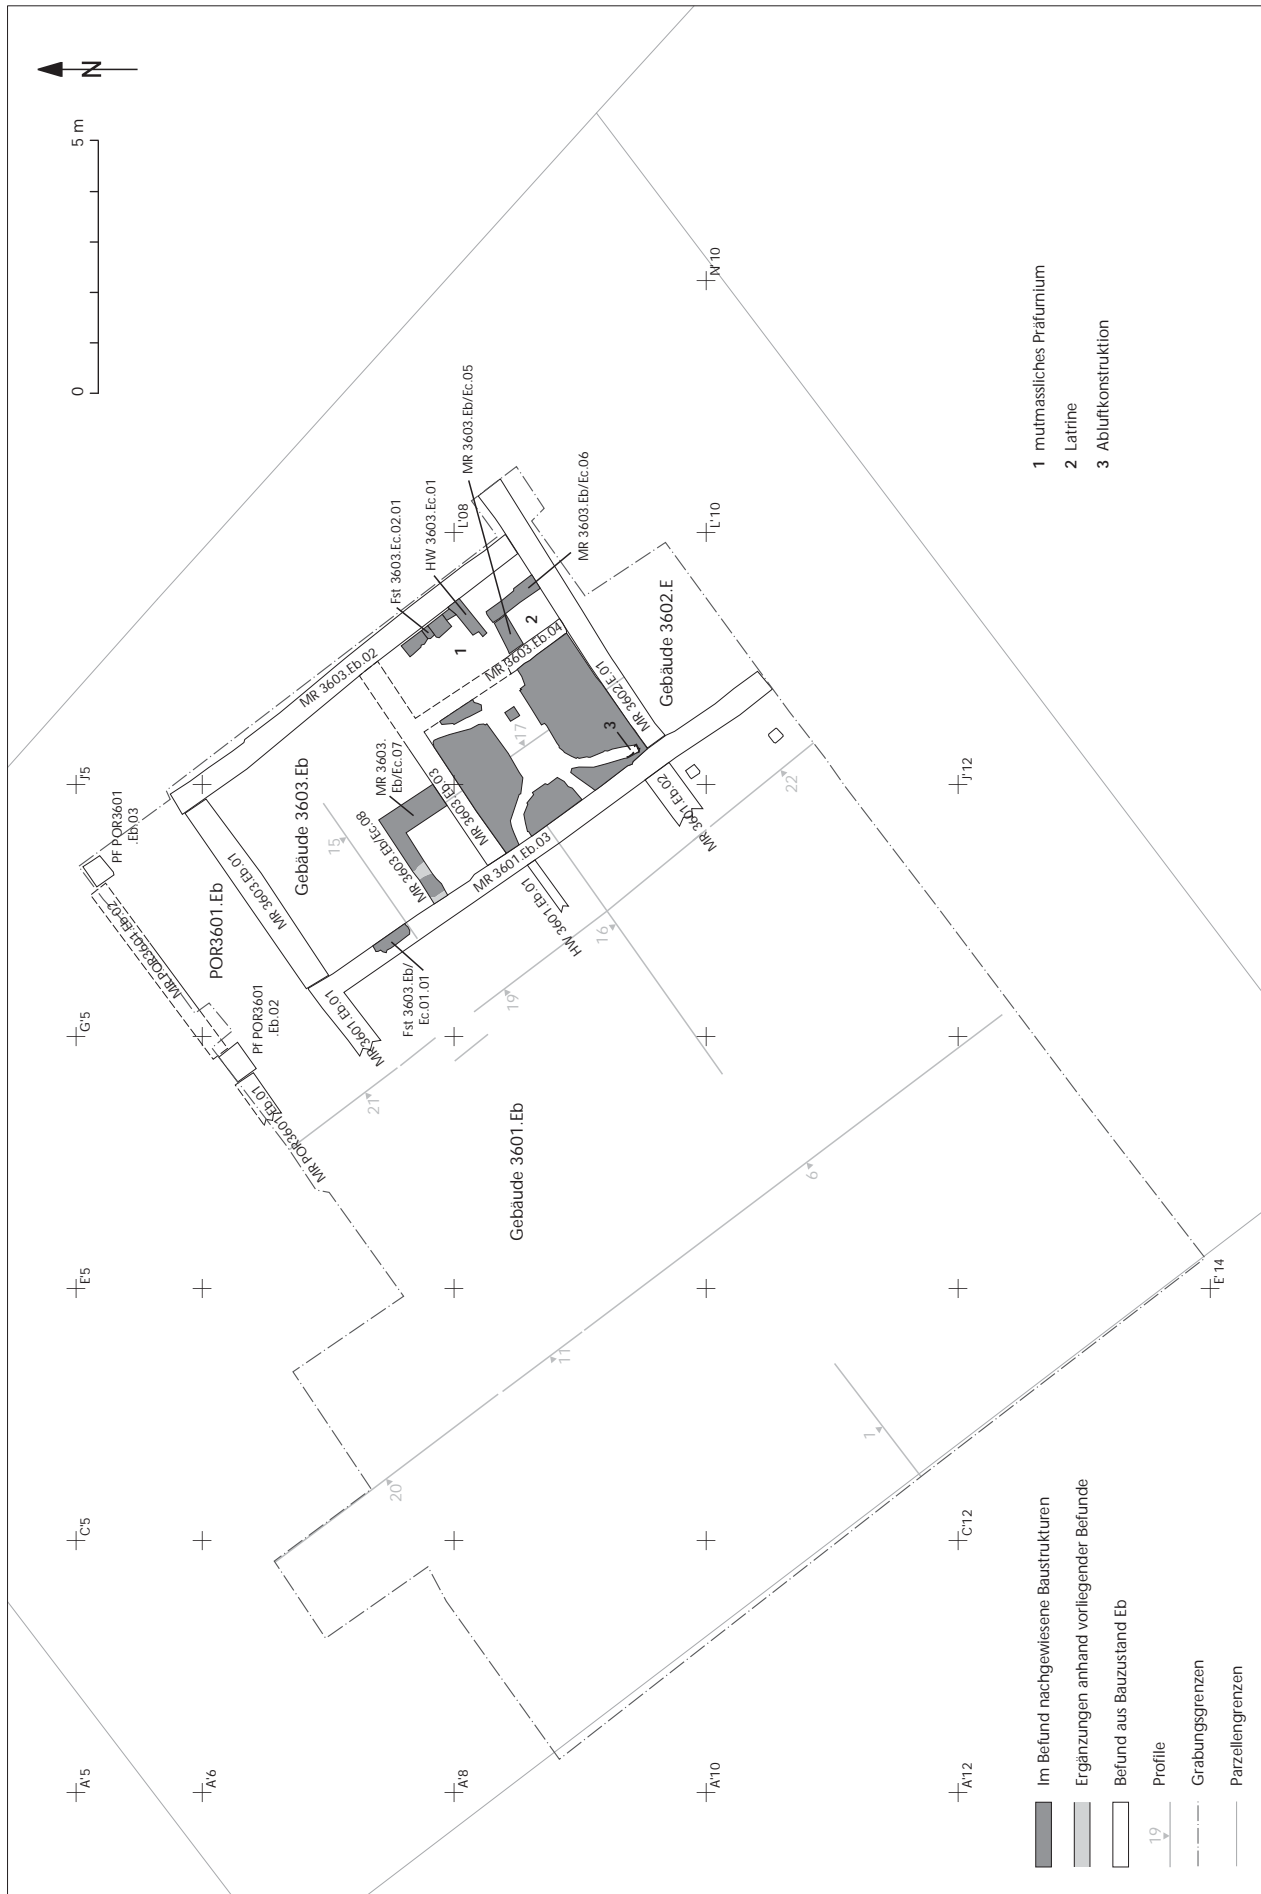 N
0
5 m
A'5
C'5
E'5
G'5
J'5
A'6
A'8
L'08
A'10
L'10
N'10
A'12
C'12
J'12
E'14
Pf POR3601
.Eb.03
MR POR3601.Eb.02
POR3601.Eb
Pf POR3601
.Eb.02
MR POR3601.Eb.01
MR 3603.Eb.01
MR 3601.Eb.01
Gebäude 3603.Eb
MR 3603.Eb.02
Fst 3603.Eb/
Ec.01.01
MR 3603.
Eb/Ec.07
MR 3603.Eb/Ec.08
MR 3603.Eb.03
MR 3601.Eb.03
HW 3601.Eb.01
MR 3601.Eb.02
Fst 3603.Ec.02.01
HW 3603.Ec.01
MR 3603.Eb/Ec.05
MR 3603.Eb/Ec.06
MR 3603.Eb.04
MR 3602/E.01
Gebäude 3602.E
Gebäude 3601.Eb
1
2
3
15
17
16
19
21
22
6
11
20
1
1 mutmassliches Präfurnium
2 Latrine
3 Abluftkonstruktion
Im Befund nachgewiesene Baustrukturen
Ergänzungen anhand vorliegender Befunde
Befund aus Bauzustand Eb
19 Profile
Grabungsgrenzen
Parzellengrenzen